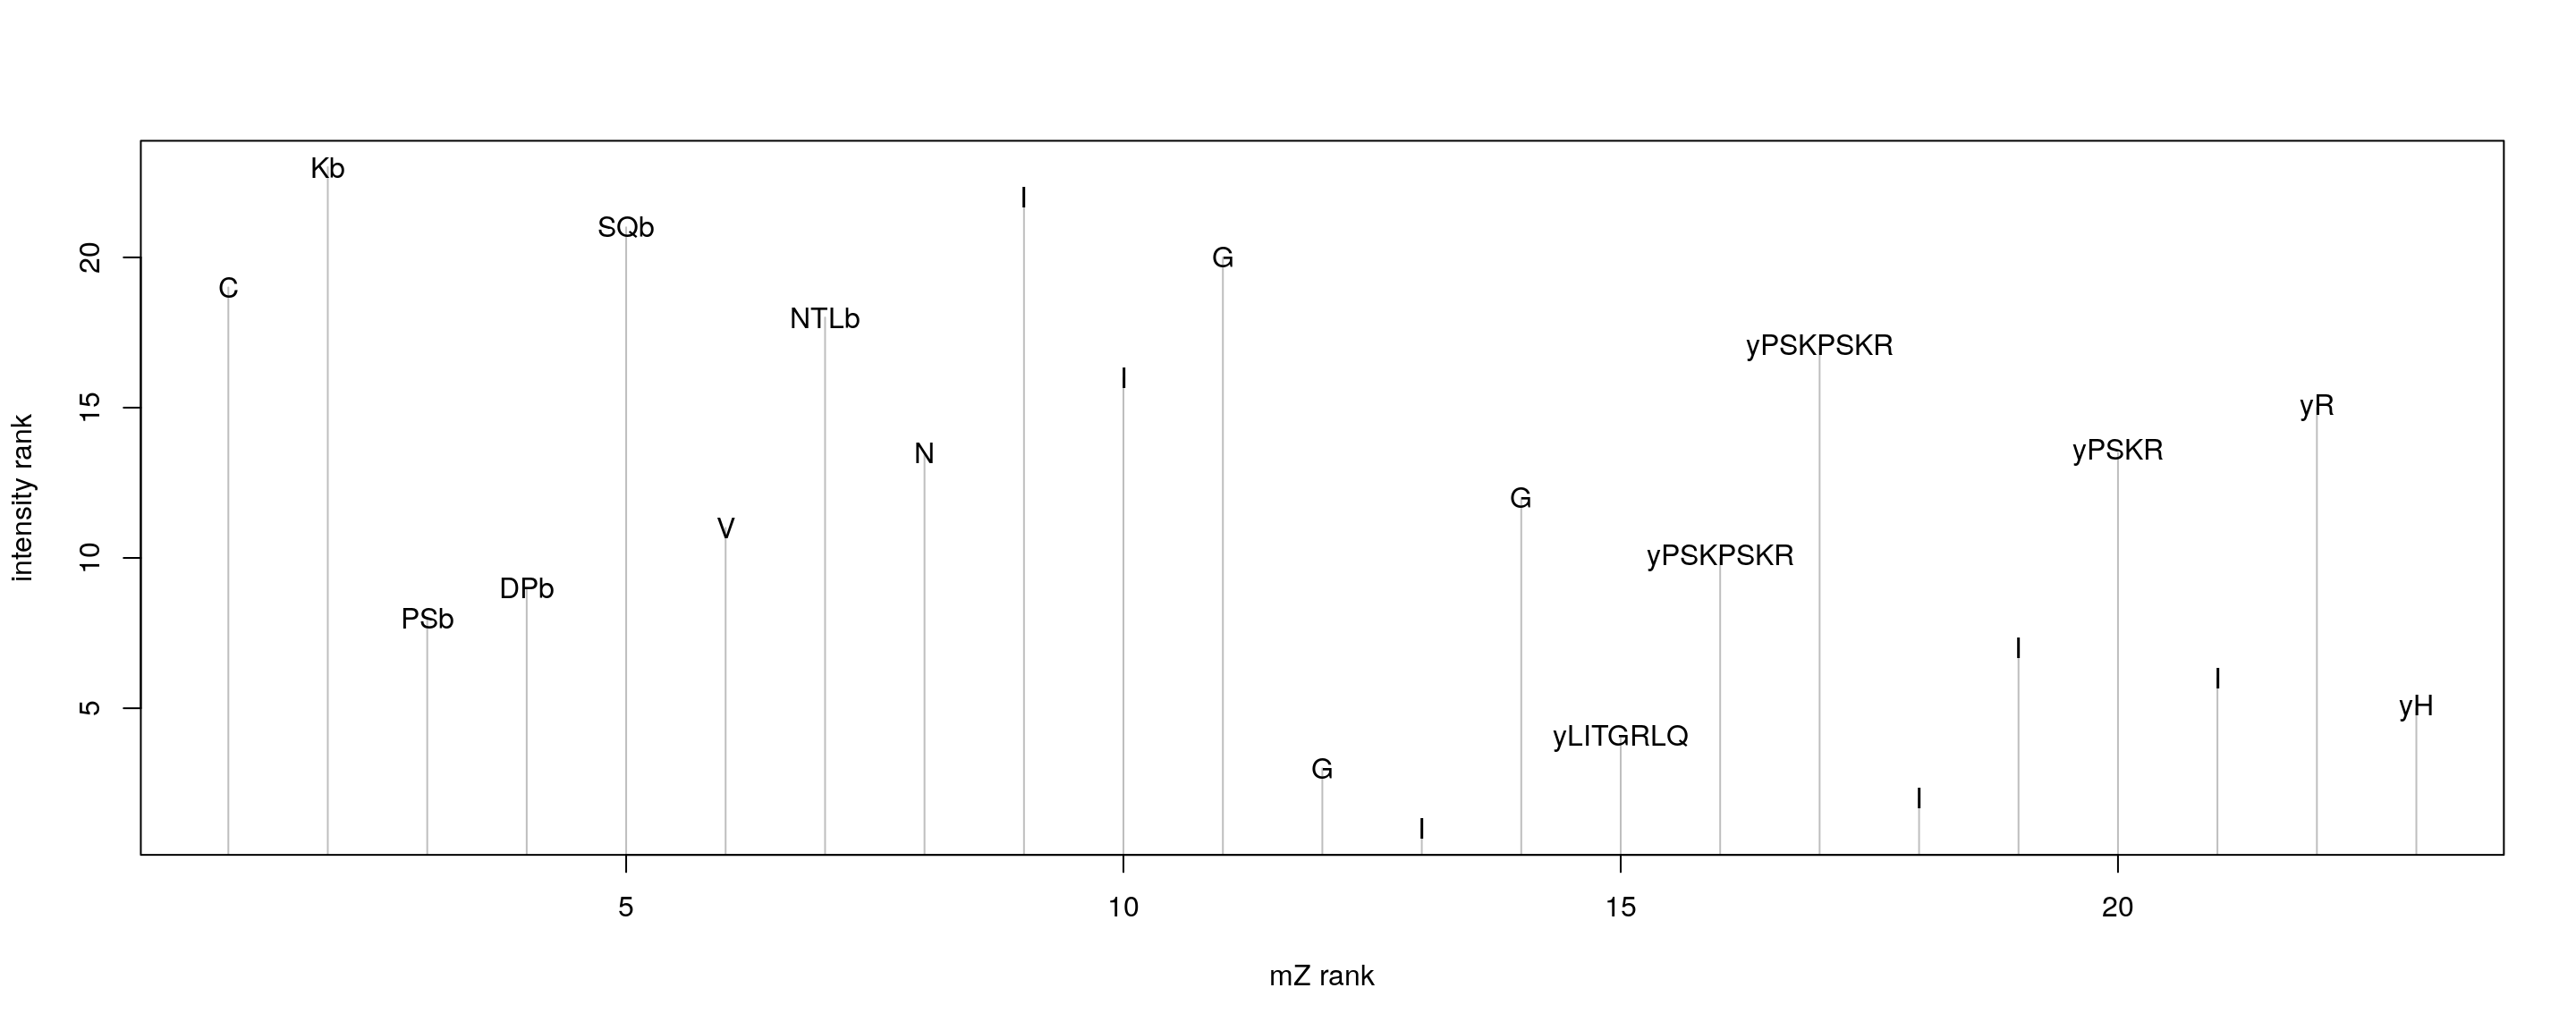 Kb
I
SQb
G
20
C
NTLb
yPSKPSKR
I
15
yR
N
yPSKR
G
V
10
yPSKPSKR
DPb
PSb
I
I
5
yH
yLITGRLQ
G
I
I
intensity rank
5 10 15 20
mZ rank